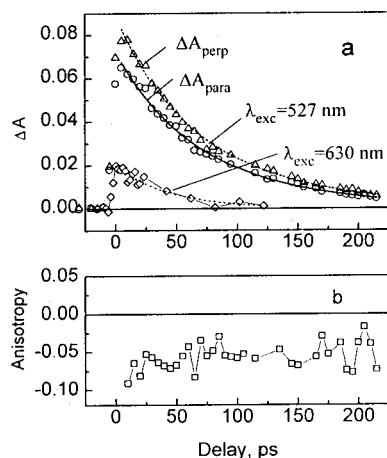 a
0.08
0.06
0.04
0.02
0.00
ΔA
ΔA_perp
ΔA_para
λ_exc=527 nm
λ_exc=630 nm
0 50 100 150 200
b
0.05
0.00
-0.05
-0.10
Anisotropy
0 50 100 150 200
Delay, ps